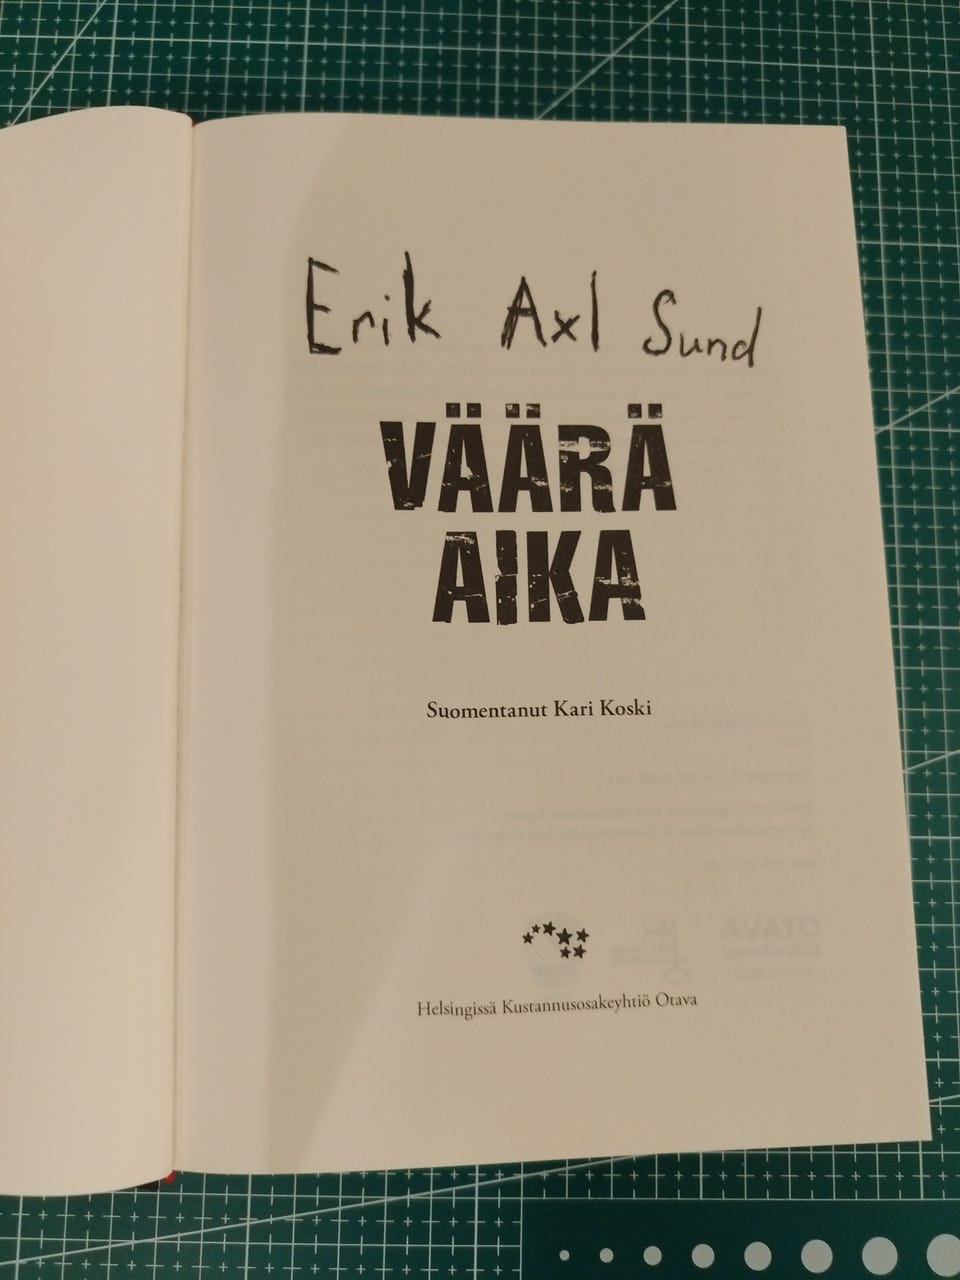 Erik Axl Sund
VÄÄRÄ
AIKA
Suomentanut Kari Koski
Helsingissä Kustannusosakeyhtiö Otava